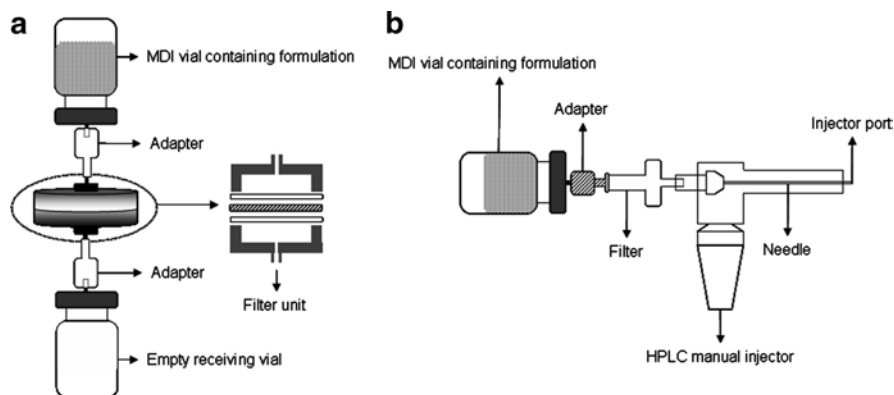 a
MDI vial containing formulation
Adapter
Adapter
Filter unit
Empty receiving vial
b
MDI vial containing formulation
Adapter
Injector port
Filter
Needle
HPLC manual injector